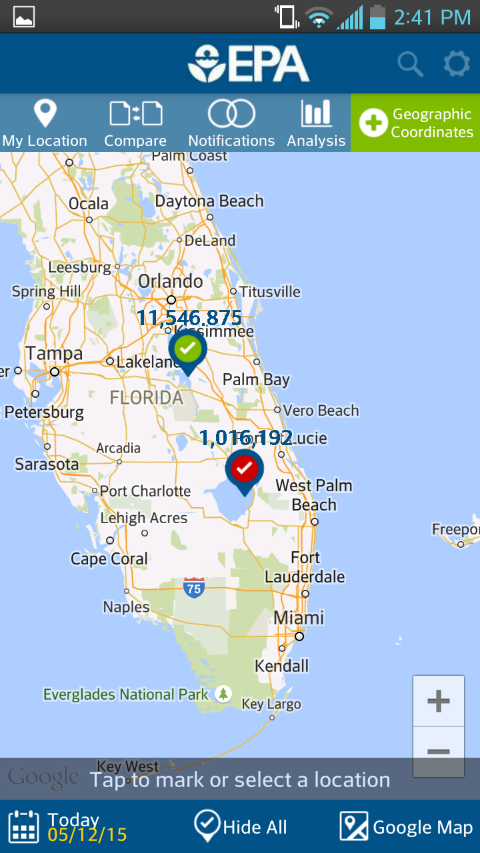 2:41 PM
EPA
My Location
Compare
Notifications
Analysis
Geographic
Coordinates
Palm Coast
Ocala
Daytona Beach
DeLand
Leesburg
Orlando
Spring Hill
Titusville
11,546.875
Kissimmee
Tampa
Lakeland
Palm Bay
FLORIDA
Petersburg
Vero Beach
1,016,192
Lucie
Arcadia
Sarasota
West Palm
Beach
Port Charlotte
Lehigh Acres
Freepor
Cape Coral
Fort
Lauderdale
75
Naples
Miami
Kendall
Everglades National Park
Key Largo
+
−
Key West
Google
Tap to mark or select a location
Today
05/12/15
Hide All
Google Map